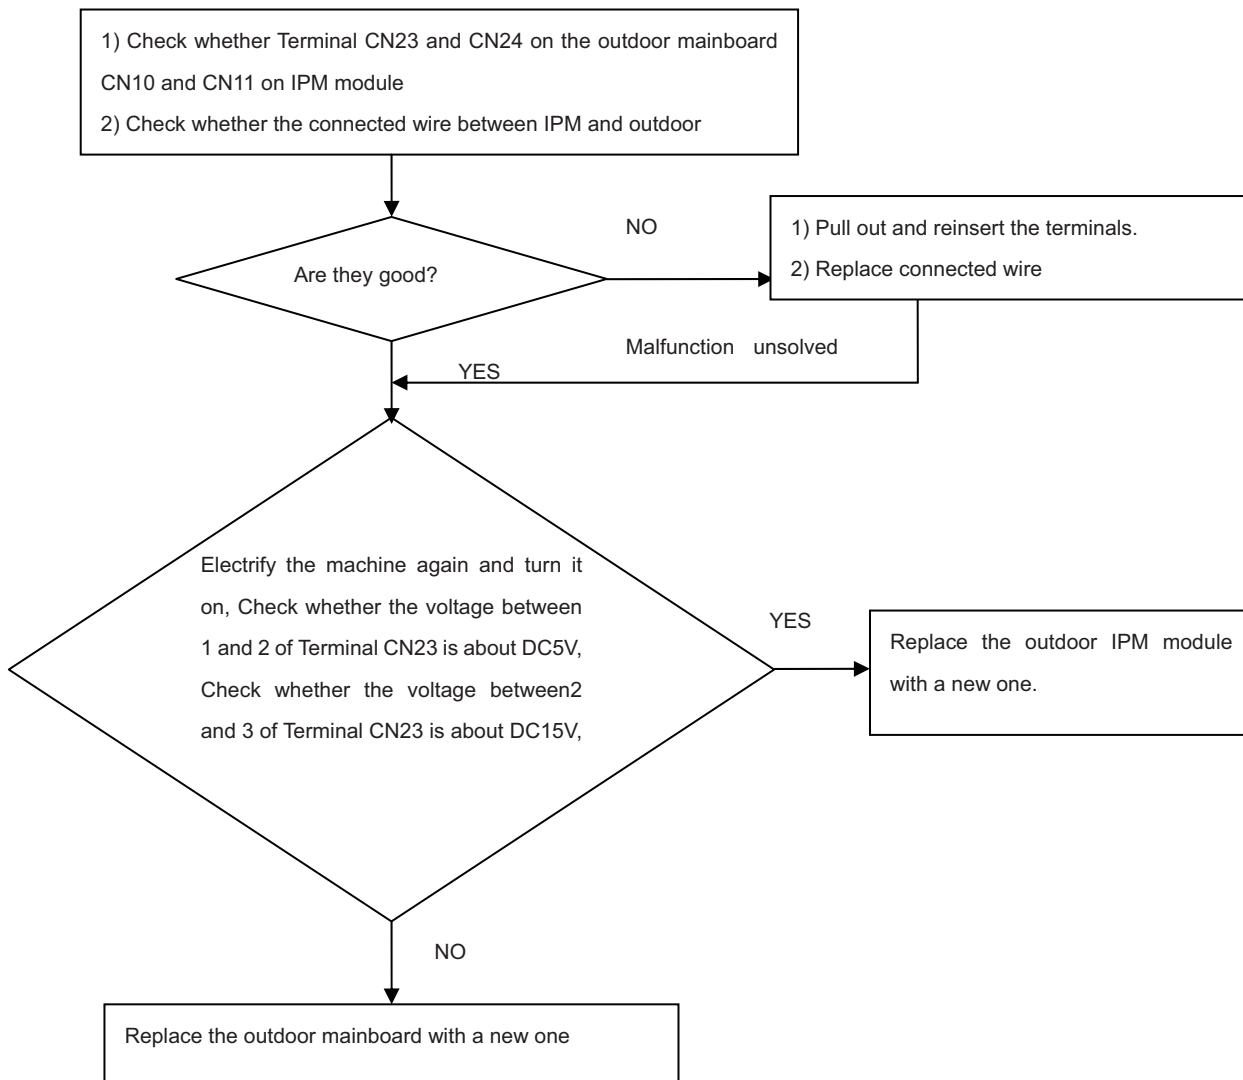 1) Check whether Terminal CN23 and CN24 on the outdoor mainboard
CN10 and CN11 on IPM module
2) Check whether the connected wire between IPM and outdoor
NO
1) Pull out and reinsert the terminals.
2) Replace connected wire
Are they good?
Malfunction unsolved
YES
Electrify the machine again and turn it
on, Check whether the voltage between
1 and 2 of Terminal CN23 is about DC5V,
Check whether the voltage between2
and 3 of Terminal CN23 is about DC15V,
YES
Replace the outdoor IPM module
with a new one.
NO
Replace the outdoor mainboard with a new one